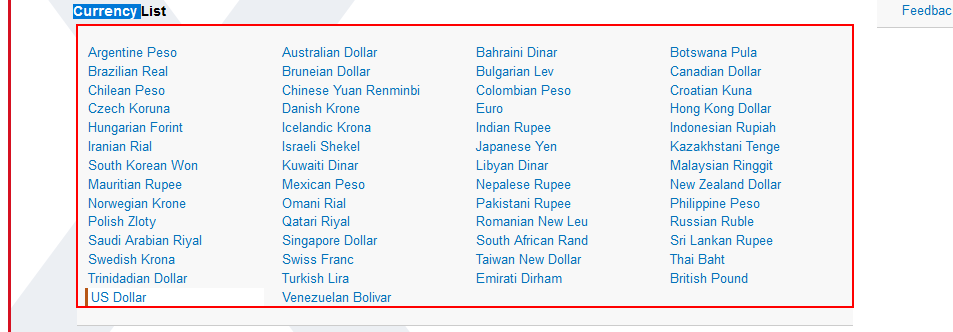 Currency List
Feedbac
Argentine Peso Australian Dollar Bahraini Dinar Botswana Pula
Brazilian Real Bruneian Dollar Bulgarian Lev Canadian Dollar
Chilean Peso Chinese Yuan Renminbi Colombian Peso Croatian Kuna
Czech Koruna Danish Krone Euro Hong Kong Dollar
Hungarian Forint Icelandic Krona Indian Rupee Indonesian Rupiah
Iranian Rial Israeli Shekel Japanese Yen Kazakhstani Tenge
South Korean Won Kuwaiti Dinar Libyan Dinar Malaysian Ringgit
Mauritian Rupee Mexican Peso Nepalese Rupee New Zealand Dollar
Norwegian Krone Omani Rial Pakistani Rupee Philippine Peso
Polish Zloty Qatari Riyal Romanian New Leu Russian Ruble
Saudi Arabian Riyal Singapore Dollar South African Rand Sri Lankan Rupee
Swedish Krona Swiss Franc Taiwan New Dollar Thai Baht
Trinidadian Dollar Turkish Lira Emirati Dirham British Pound
US Dollar Venezuelan Bolivar